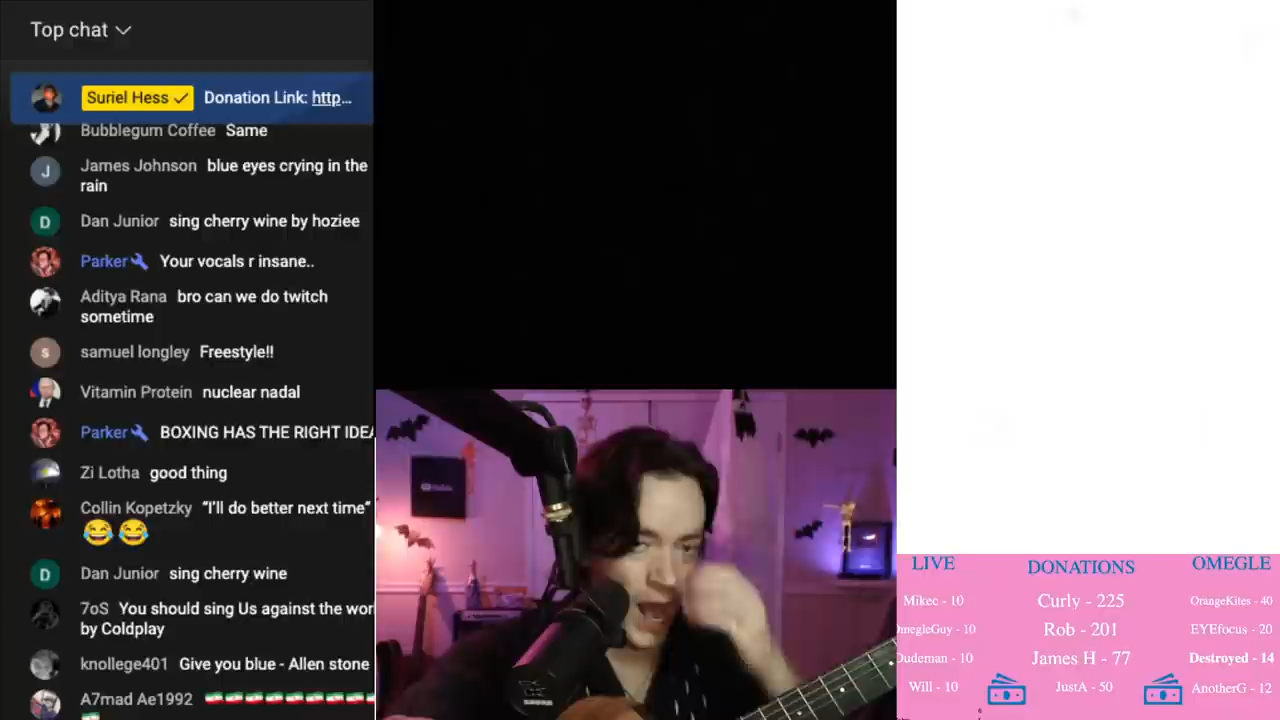 Top chat
Suriel Hess Donation Link: http...
Bubblegum Coffee Same
James Johnson blue eyes crying in the
rain
Dan Junior sing cherry wine by hoziee
Parker Your vocals r insane..
Aditya Rana bro can we do twitch
sometime
samuel longley Freestyle!!
Vitamin Protein nuclear nadal
Parker BOXING HAS THE RIGHT IDEA
Zi Lotha good thing
Collin Kopetzky “I'll do better next time”
Dan Junior sing cherry wine
7oS You should sing Us against the wor
by Coldplay
knollege401 Give you blue - Allen stone
A7mad Ae1992
LIVE
Mikec - 10
OmegleGuy - 10
Dudeman - 10
Will - 10
DONATIONS
Curly - 225
Rob - 201
James H - 77
JustA - 50
OMEGLE
OrangeKites - 40
EYEfocus - 20
Destroyed - 14
AnotherG - 12